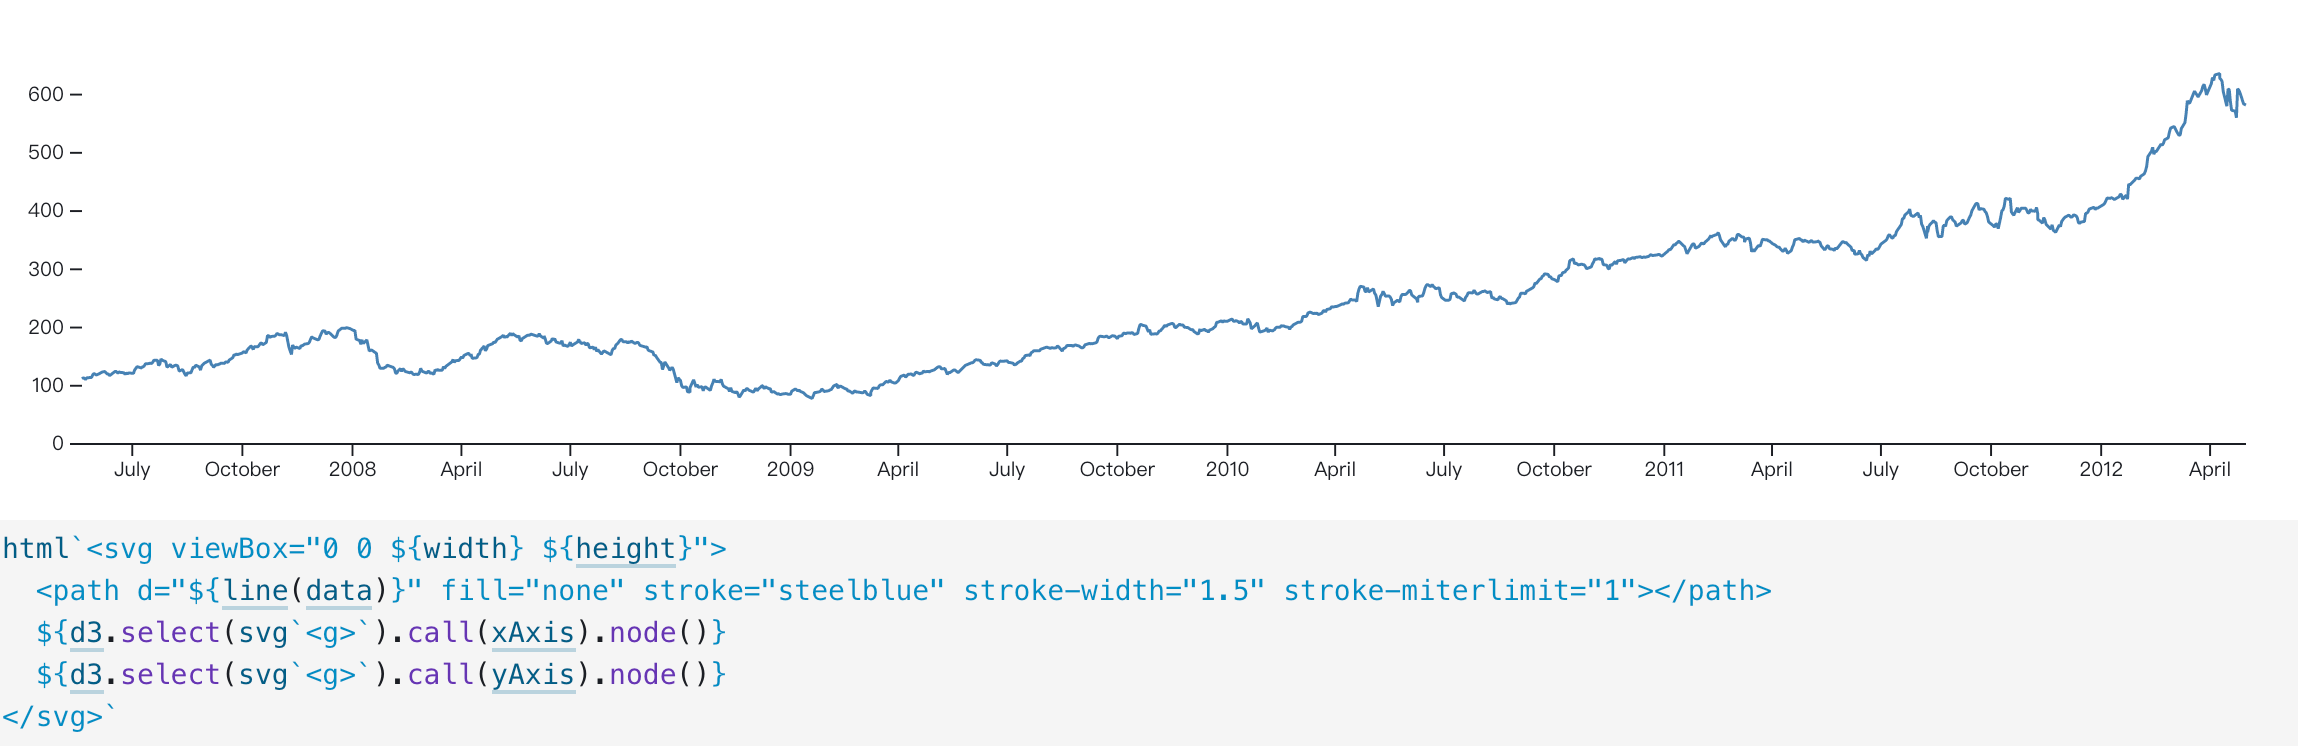 600
500
400
300
200
100
0
July October 2008 April July October 2009 April July October 2010 April July October 2011 April July October 2012 April
html`<svg viewBox="0 0 ${width} ${height}">
  <path d="${line(data)}" fill="none" stroke="steelblue" stroke-width="1.5" stroke-miterlimit="1"></path>
  ${d3.select(svg`<g>`).call(xAxis).node()}
  ${d3.select(svg`<g>`).call(yAxis).node()}
</svg>`